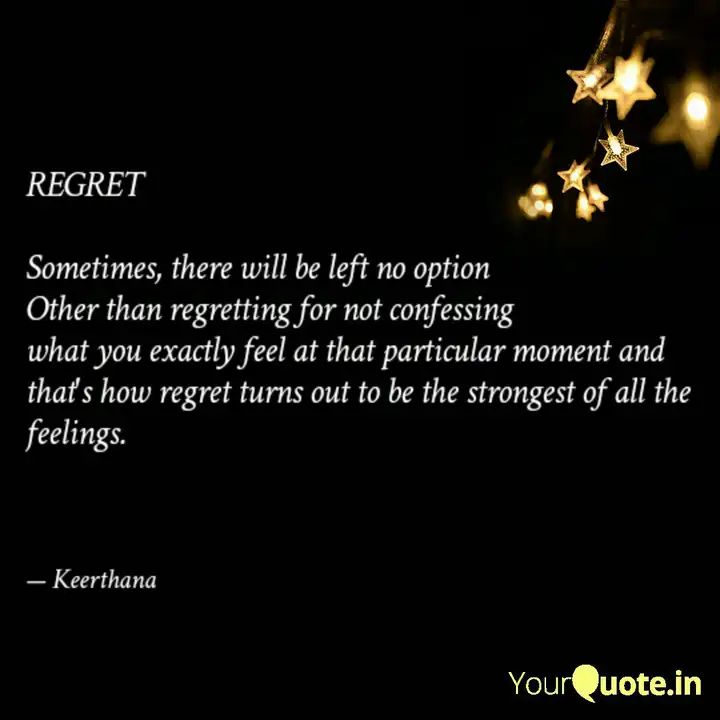 REGRET
Sometimes, there will be left no option
Other than regretting for not confessing
what you exactly feel at that particular moment and
that's how regret turns out to be the strongest of all the
feelings.
— Keerthana
YourQuote.in